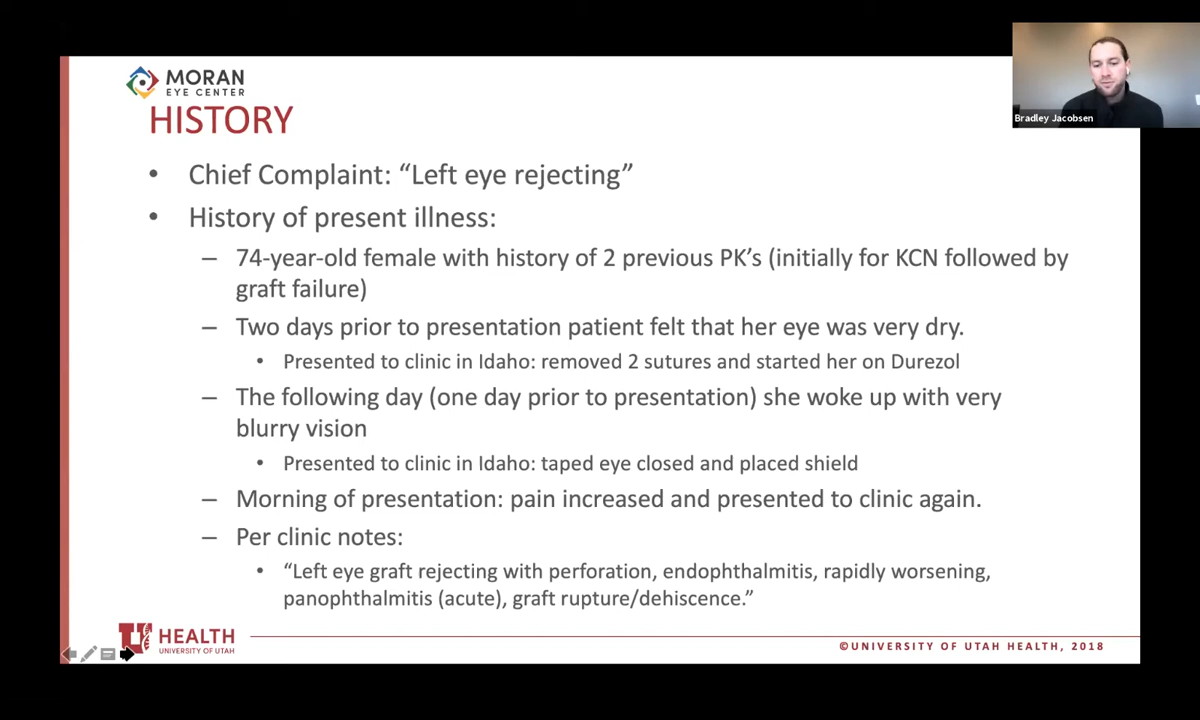 MORAN
EYE CENTER
HISTORY
Bradley Jacobsen
• Chief Complaint: “Left eye rejecting”
• History of present illness:
– 74-year-old female with history of 2 previous PK’s (initially for KCN followed by
graft failure)
– Two days prior to presentation patient felt that her eye was very dry.
• Presented to clinic in Idaho: removed 2 sutures and started her on Durezol
– The following day (one day prior to presentation) she woke up with very
blurry vision
• Presented to clinic in Idaho: taped eye closed and placed shield
– Morning of presentation: pain increased and presented to clinic again.
– Per clinic notes:
• “Left eye graft rejecting with perforation, endophthalmitis, rapidly worsening,
panophthalmitis (acute), graft rupture/dehiscence.”
U HEALTH
UNIVERSITY OF UTAH
©UNIVERSITY OF UTAH HEALTH, 2018